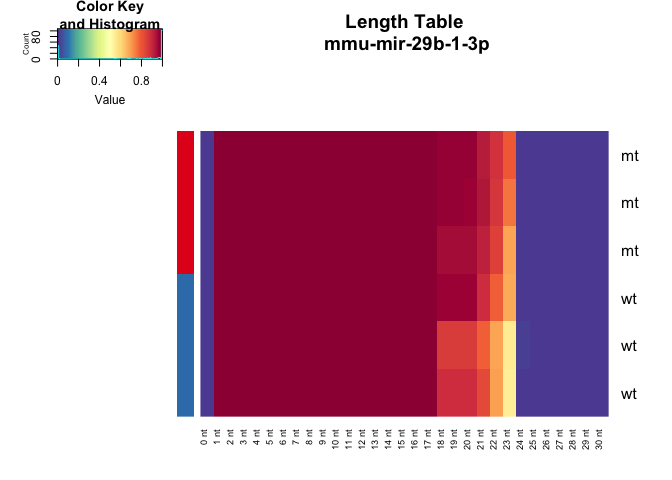 Color Key
and Histogram
Count
0 80
0 0.4 0.8
Value
Length Table
mmu-mir-29b-1-3p
mt
mt
mt
wt
wt
wt
0 nt 1 nt 2 nt 3 nt 4 nt 5 nt 6 nt 7 nt 8 nt 9 nt 10 nt 11 nt 12 nt 13 nt 14 nt 15 nt 16 nt 17 nt 18 nt 19 nt 20 nt 21 nt 22 nt 23 nt 24 nt 25 nt 26 nt 27 nt 28 nt 29 nt 30 nt